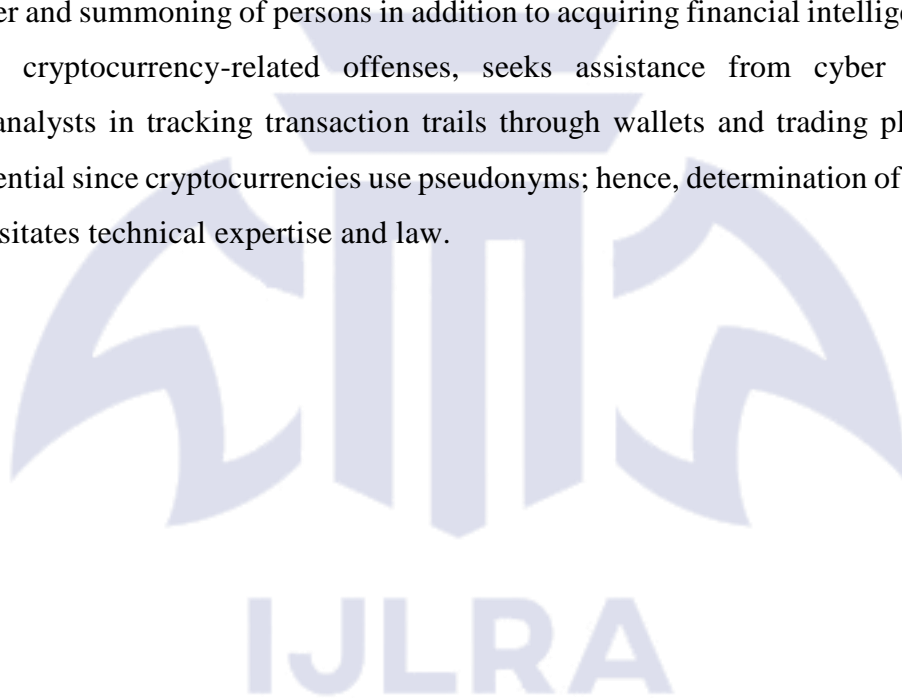 er and summoning of persons in addition to acquiring financial intellig
cryptocurrency-related offenses, seeks assistance from cyber
analysts in tracking transaction trails through wallets and trading pl
ential since cryptocurrencies use pseudonyms; hence, determination of
sitates technical expertise and law.
IJLRA